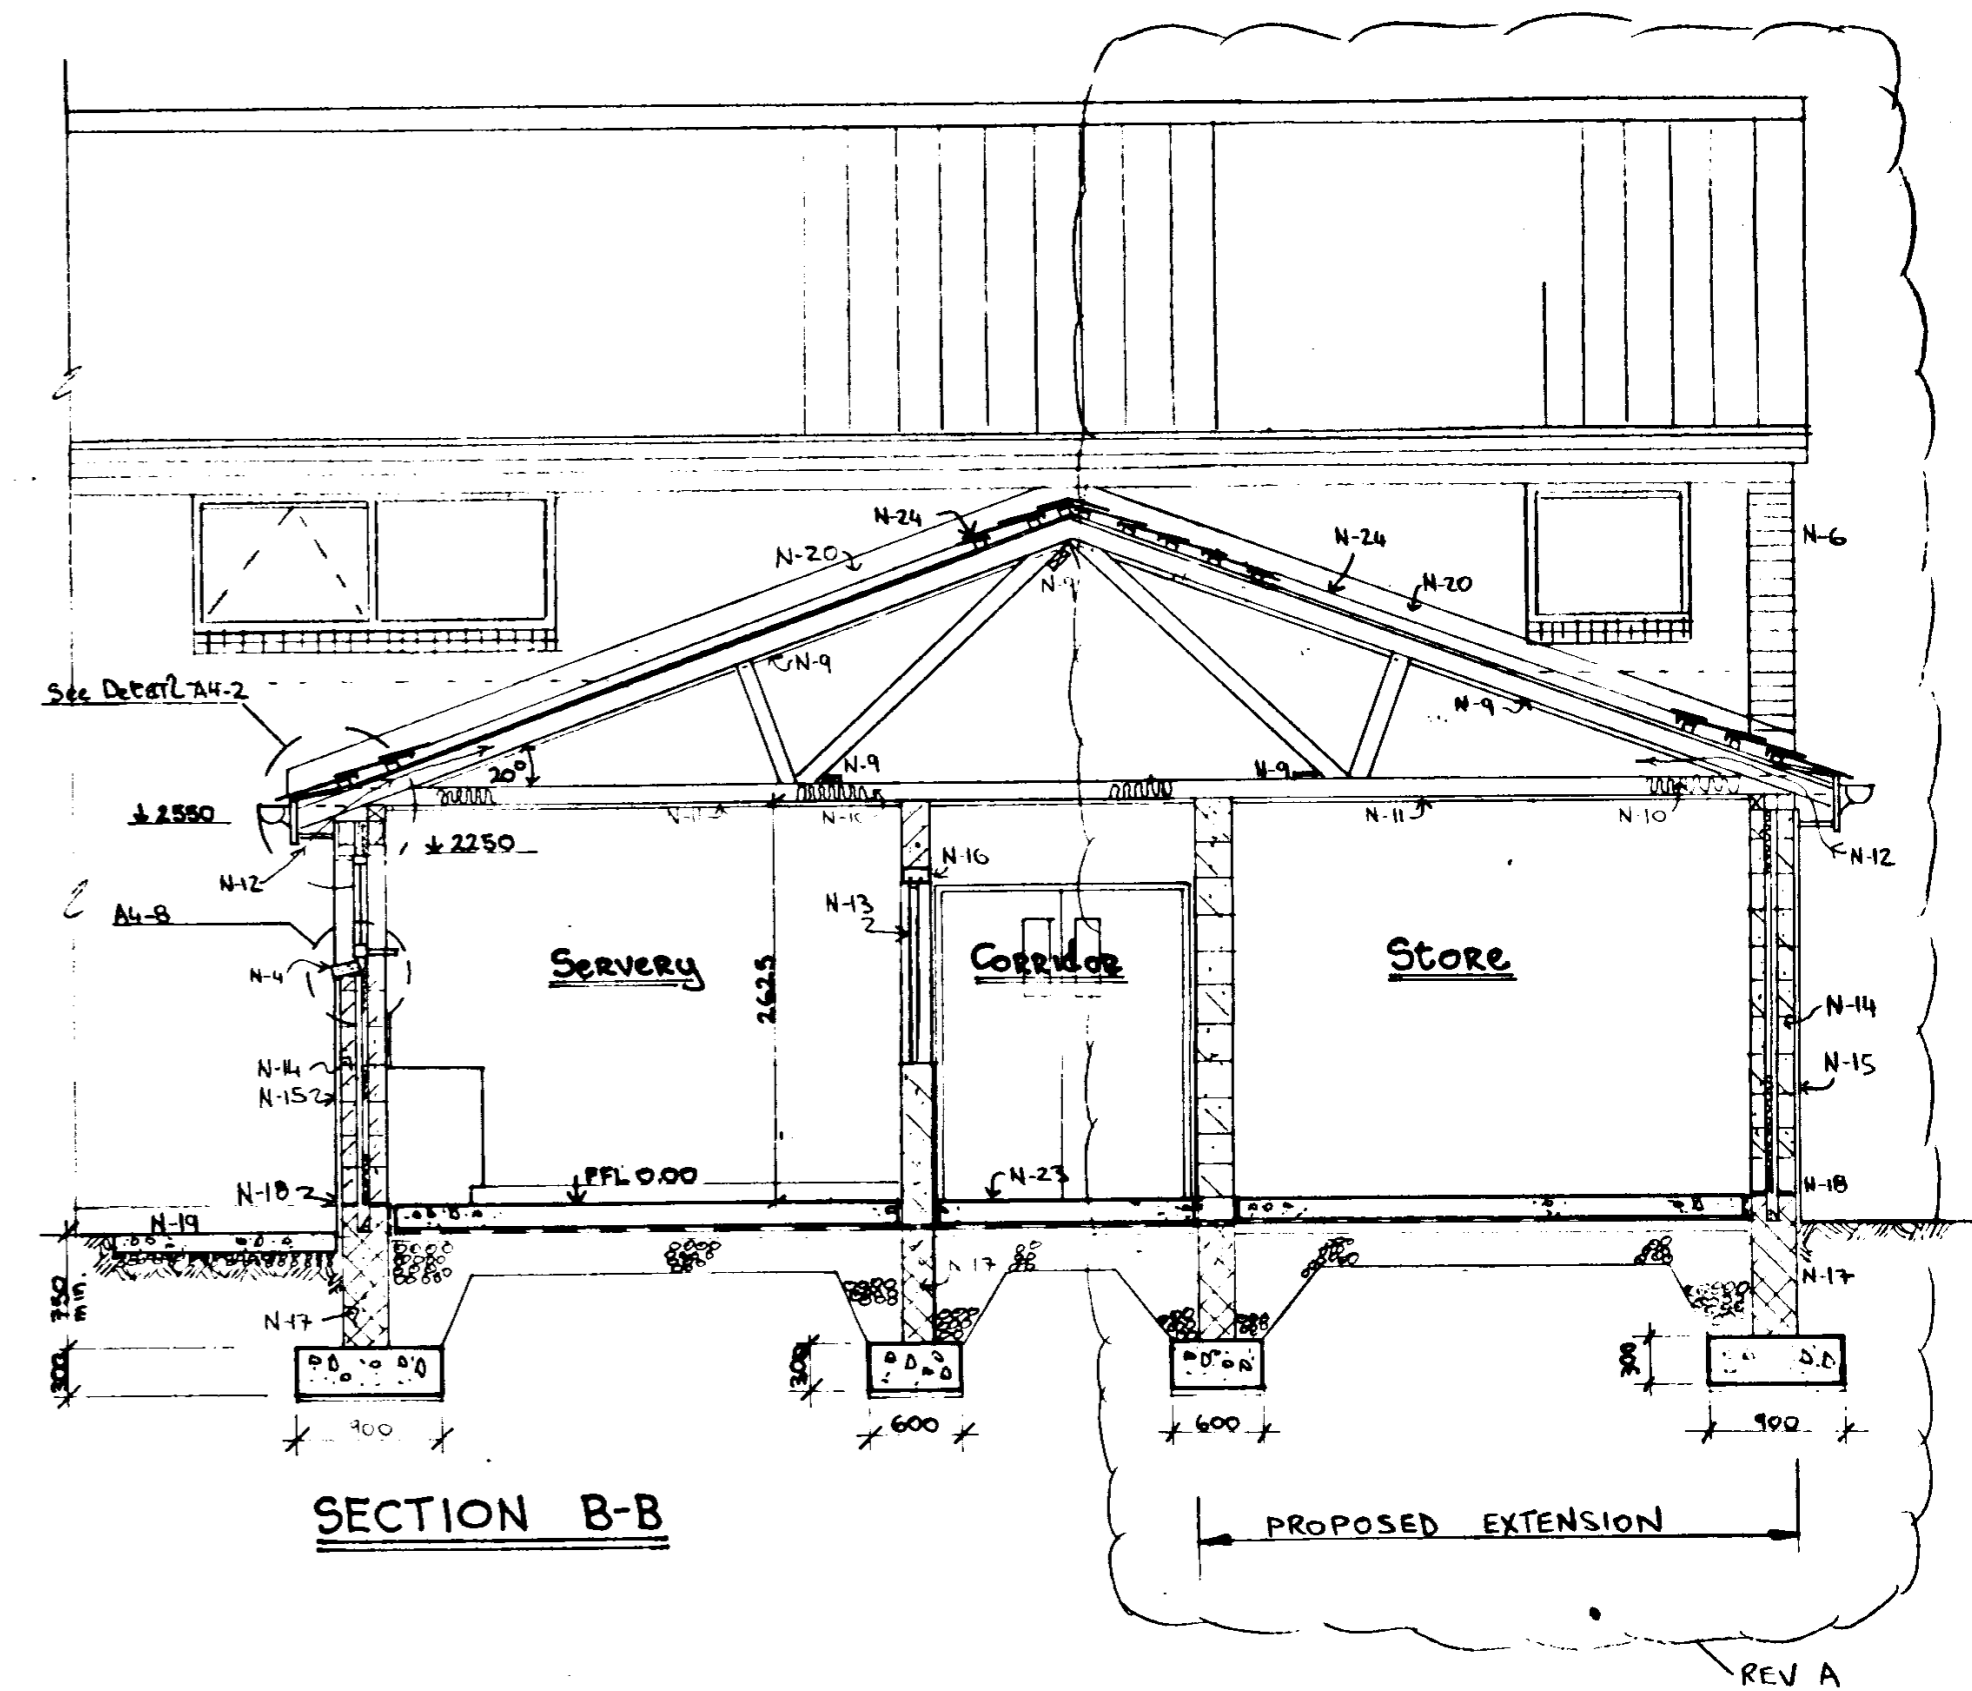 N-24
N-20
N-24
N-6
N-20
N-9
N-9
See Detail A4-2
N-9
20°
N-9
N-9
2550
2250
N-11
N-10
N-12
N-16
N-12
A4-8
N-13
N-4
Servery
Corridor
Store
2625
N-14
N-14
N-15
N-15
FFL 0.00
N-23
N-18
N-18
N-19
750
min.
N-17
N-17
N-17
300
300
300
900
600
600
900
SECTION B-B
PROPOSED EXTENSION
REV A